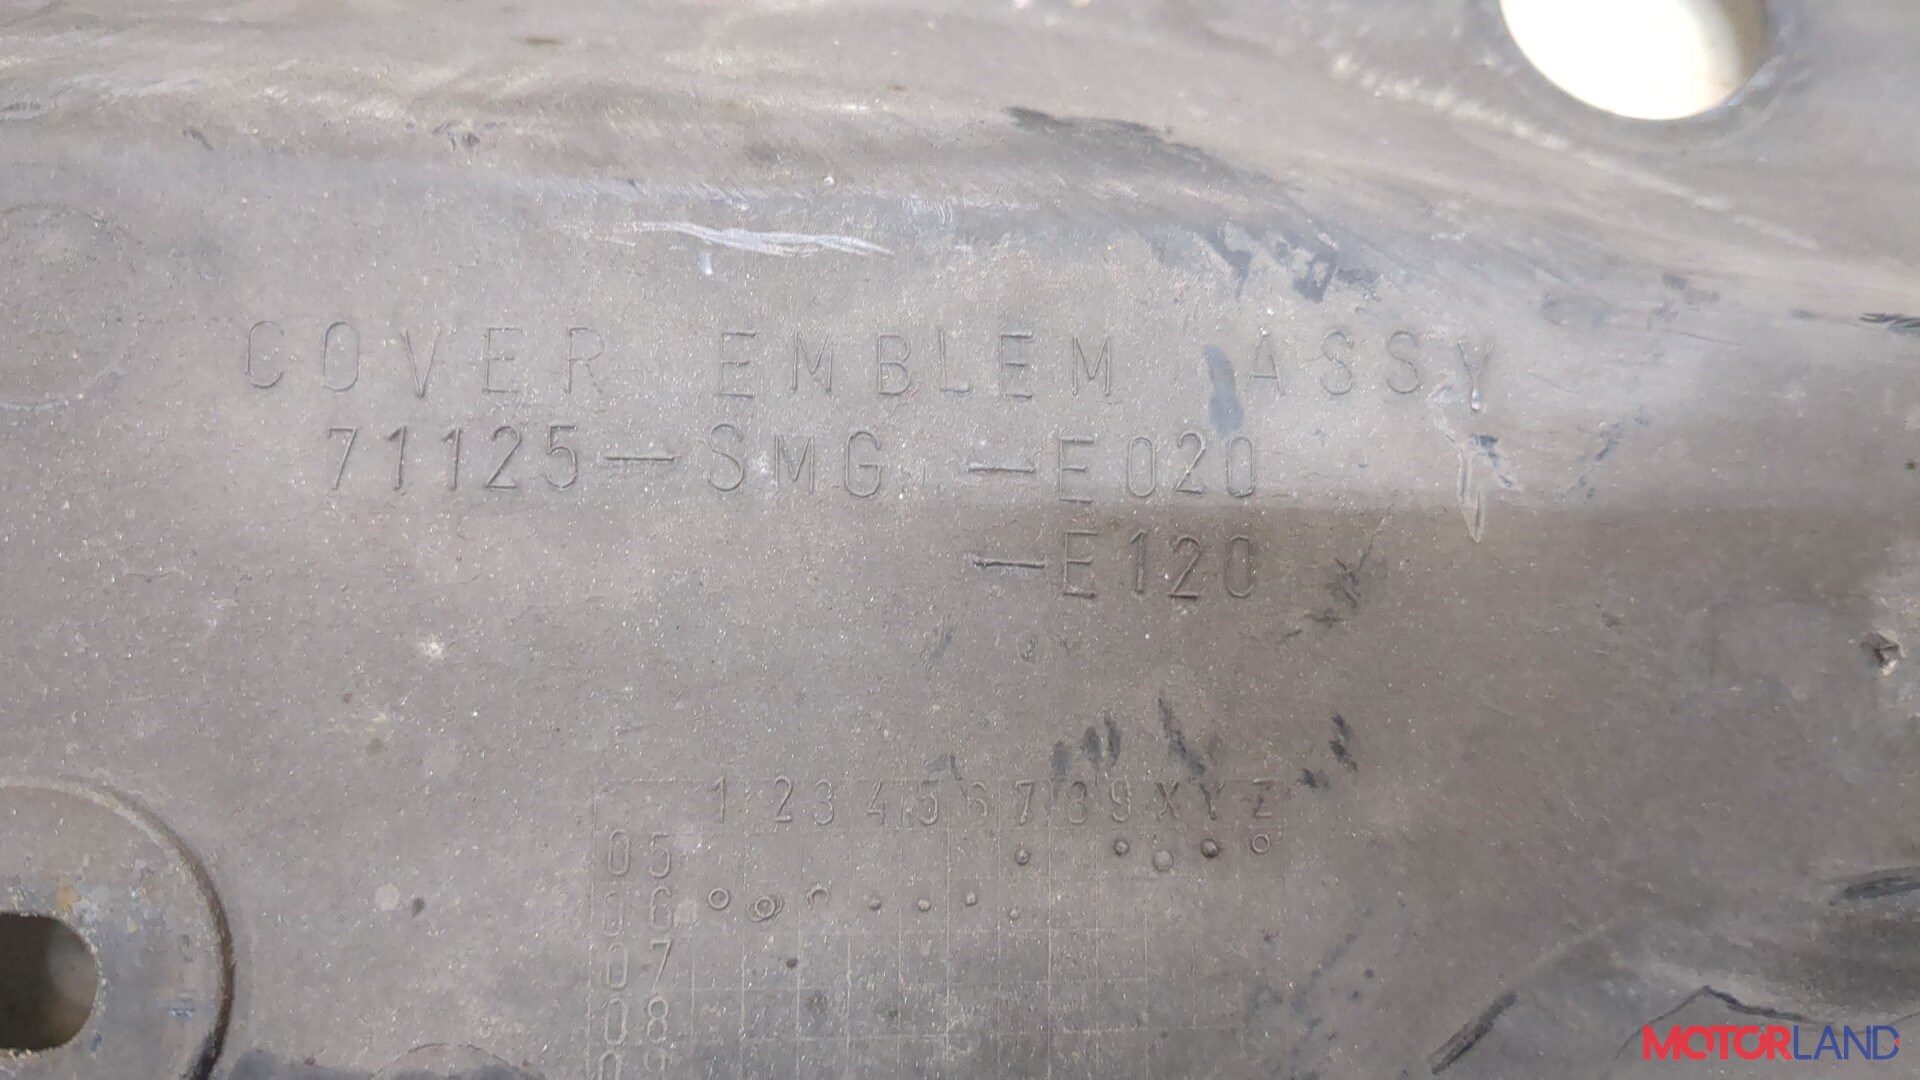 COVER EMBLEM ASSY
71125-SMG -E020
-E120
1 2 3 4 5 6 7 8 9 X Y Z
05
06
07
08
09
MOTORLAND